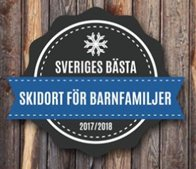 SVERIGES BÄSTA
SKIDORT FÖR BARNFAMILJER
2017/2018